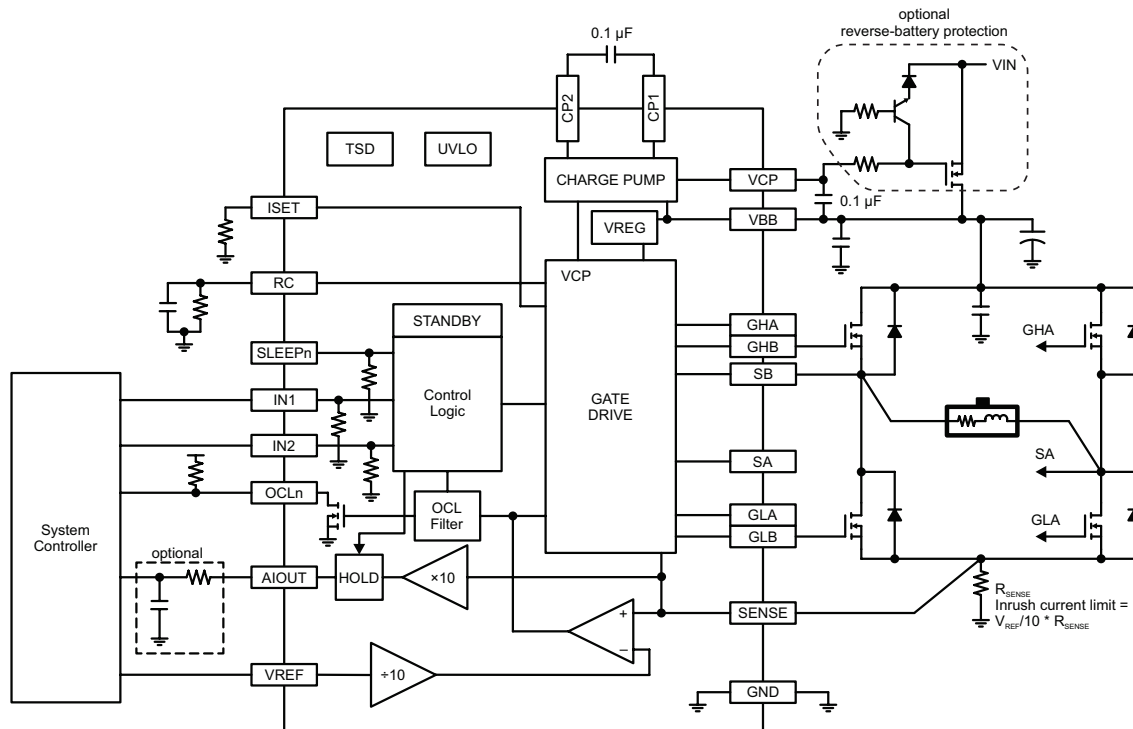 optional
reverse-battery protection
0.1 µF
VIN
CP2
CP1
TSD
UVLO
CHARGE PUMP
VCP
0.1 µF
ISET
VREG
VBB
RC
VCP
STANDBY
GHA
GHB
GHA
SLEEPn
SB
Control
Logic
GATE
DRIVE
IN1
IN2
SA
SA
OCLn
OCL
Filter
GLA
GLB
GLA
System
Controller
optional
AIOUT
HOLD
×10
SENSE
+
−
RSENSE
Inrush current limit =
VREF/10 * RSENSE
VREF
÷10
GND